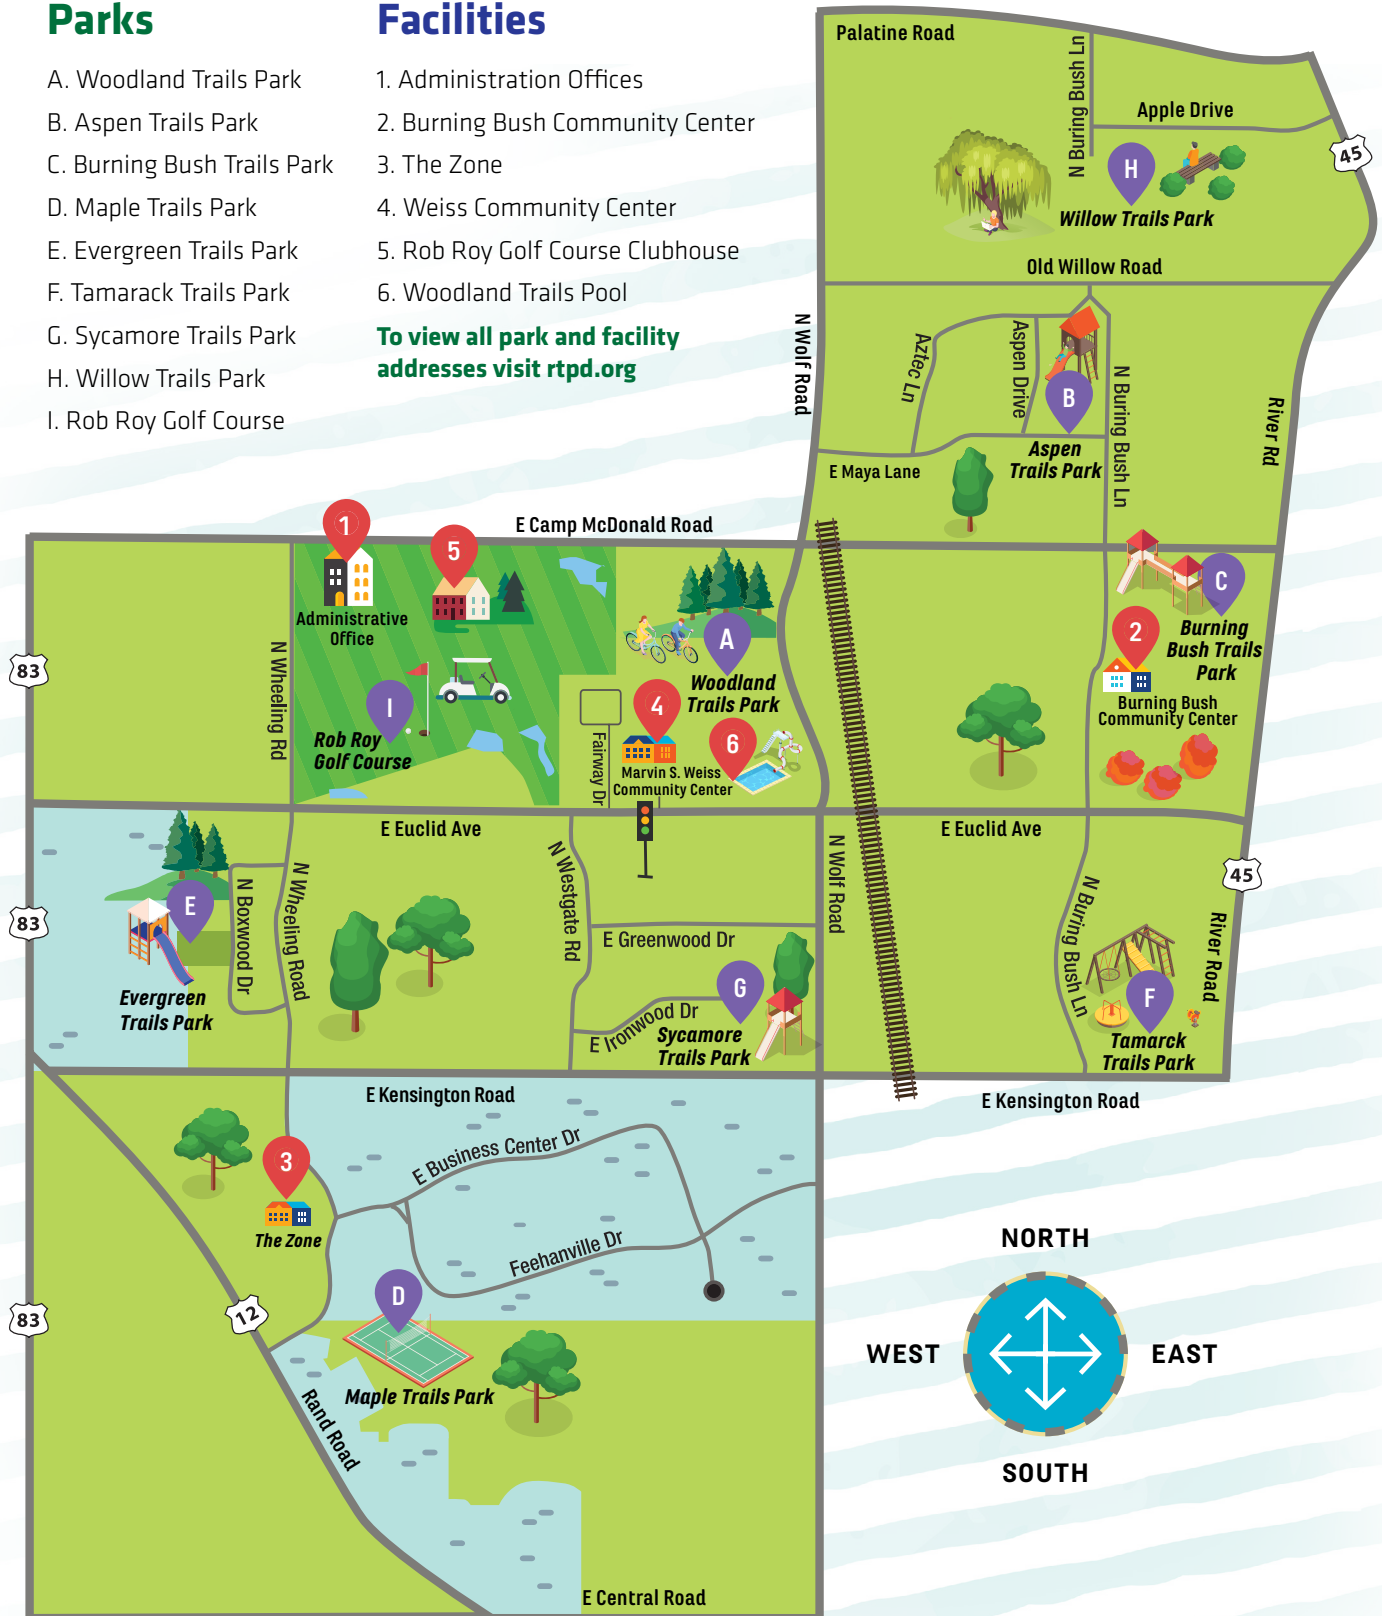 Parks
A. Woodland Trails Park
B. Aspen Trails Park
C. Burning Bush Trails Park
D. Maple Trails Park
E. Evergreen Trails Park
F. Tamarack Trails Park
G. Sycamore Trails Park
H. Willow Trails Park
I. Rob Roy Golf Course
Facilities
1. Administration Offices
2. Burning Bush Community Center
3. The Zone
4. Weiss Community Center
5. Rob Roy Golf Course Clubhouse
6. Woodland Trails Pool
To view all park and facility
addresses visit rtpd.org
Palatine Road
N Buring Bush Ln
Apple Drive
45
H
Willow Trails Park
Old Willow Road
N Wolf Road
Aztec Ln
Aspen Drive
B
N Buring Bush Ln
River Rd
Aspen
Trails Park
E Maya Lane
E Camp McDonald Road
1
5
Administrative
Office
A
Woodland
Trails Park
C
2
Burning
Bush Trails
Park
Burning Bush
Community Center
83
N Wheeling Rd
I
Rob Roy
Golf Course
4
6
Fairway Dr
Marvin S. Weiss
Community Center
E Euclid Ave
E Euclid Ave
N Westgate Rd
N Wolf Road
45
83
E
N Boxwood Dr
N Wheeling Road
Evergreen
Trails Park
E Greenwood Dr
G
E Ironwood Dr
Sycamore
Trails Park
N Buring Bush Ln
River Road
F
Tamarck
Trails Park
E Kensington Road
E Kensington Road
E Business Center Dr
3
The Zone
Feehanville Dr
D
83
12
Maple Trails Park
Rand Road
E Central Road
NORTH
WEST
EAST
SOUTH